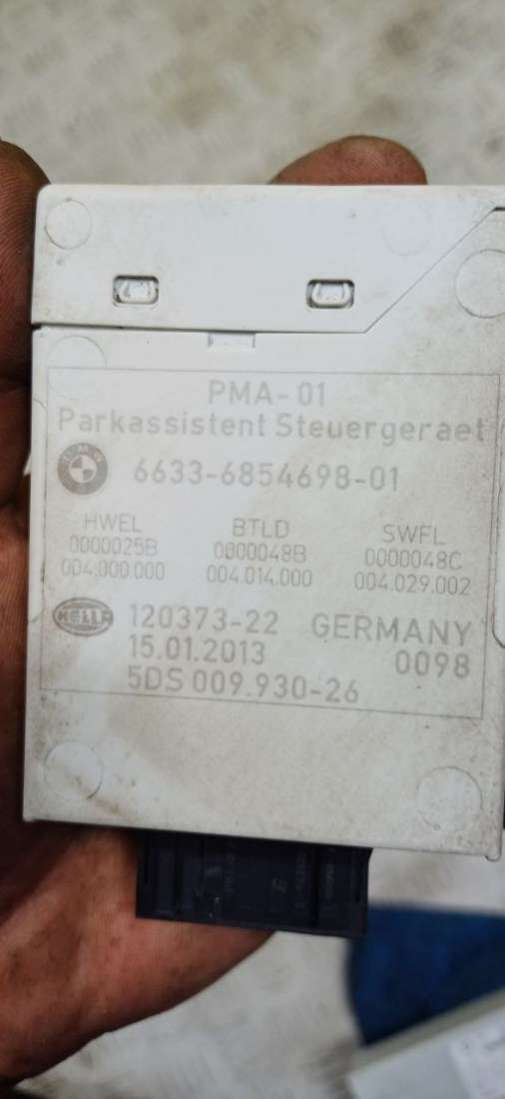 PMA-01
Parkassistent Steuergeraet
6633-6854698-01
HWEL BTLD SWFL
0000025B 0000048B 0000048C
004.000.000 004.014.000 004.029.002
HELLA 120373-22 GERMANY
15.01.2013 0098
5DS 009.930-26